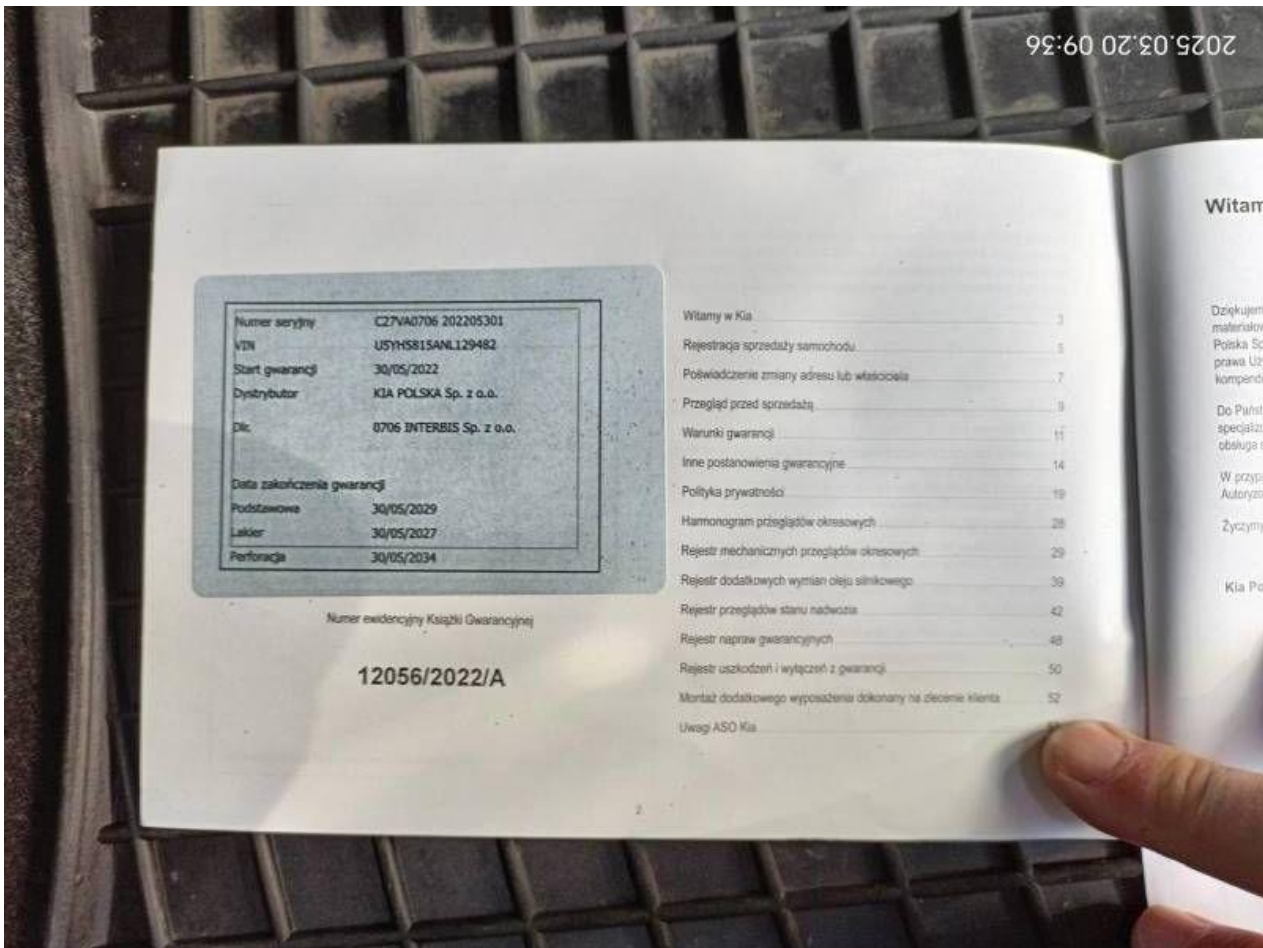 2025.03.20 09:36
Numer seryjny C27VA0706 202205301
VIN U5YH5815ANL129482
Start gwarancji 30/05/2022
Dystrybutor KIA POLSKA Sp. z o.o.
Dlr. 0706 INTERBIS Sp. z o.o.
Data zakończenia gwarancji
Podstawowa 30/05/2029
Lakier 30/05/2027
Perforacja 30/05/2034
Numer ewidencyjny Książki Gwarancyjnej
12056/2022/A
Witamy w Kia 3
Rejestracja sprzedaży samochodu 5
Poświadczenie zmiany adresu lub właściciela 7
Przegląd przed sprzedażą 9
Warunki gwarancji 11
Inne postanowienia gwarancyjne 14
Polityka prywatności 19
Harmonogram przeglądów okresowych 28
Rejestr mechanicznych przeglądów okresowych 29
Rejestr dodatkowych wymian oleju silnikowego 39
Rejestr przeglądów stanu nadwozia 42
Rejestr napraw gwarancyjnych 48
Rejestr uszkodzeń i wyłączeń z gwarancji 50
Montaż dodatkowego wyposażenia dokonany na zlecenie klienta 52
Uwagi ASO Kia
2
Witam
Dziękujem
materiałow
Polska Sp
prawa Uż
kompend
Do Państ
specjaliz
obsługa s
W przyp
Autoryzo
Życzymy
Kia Po